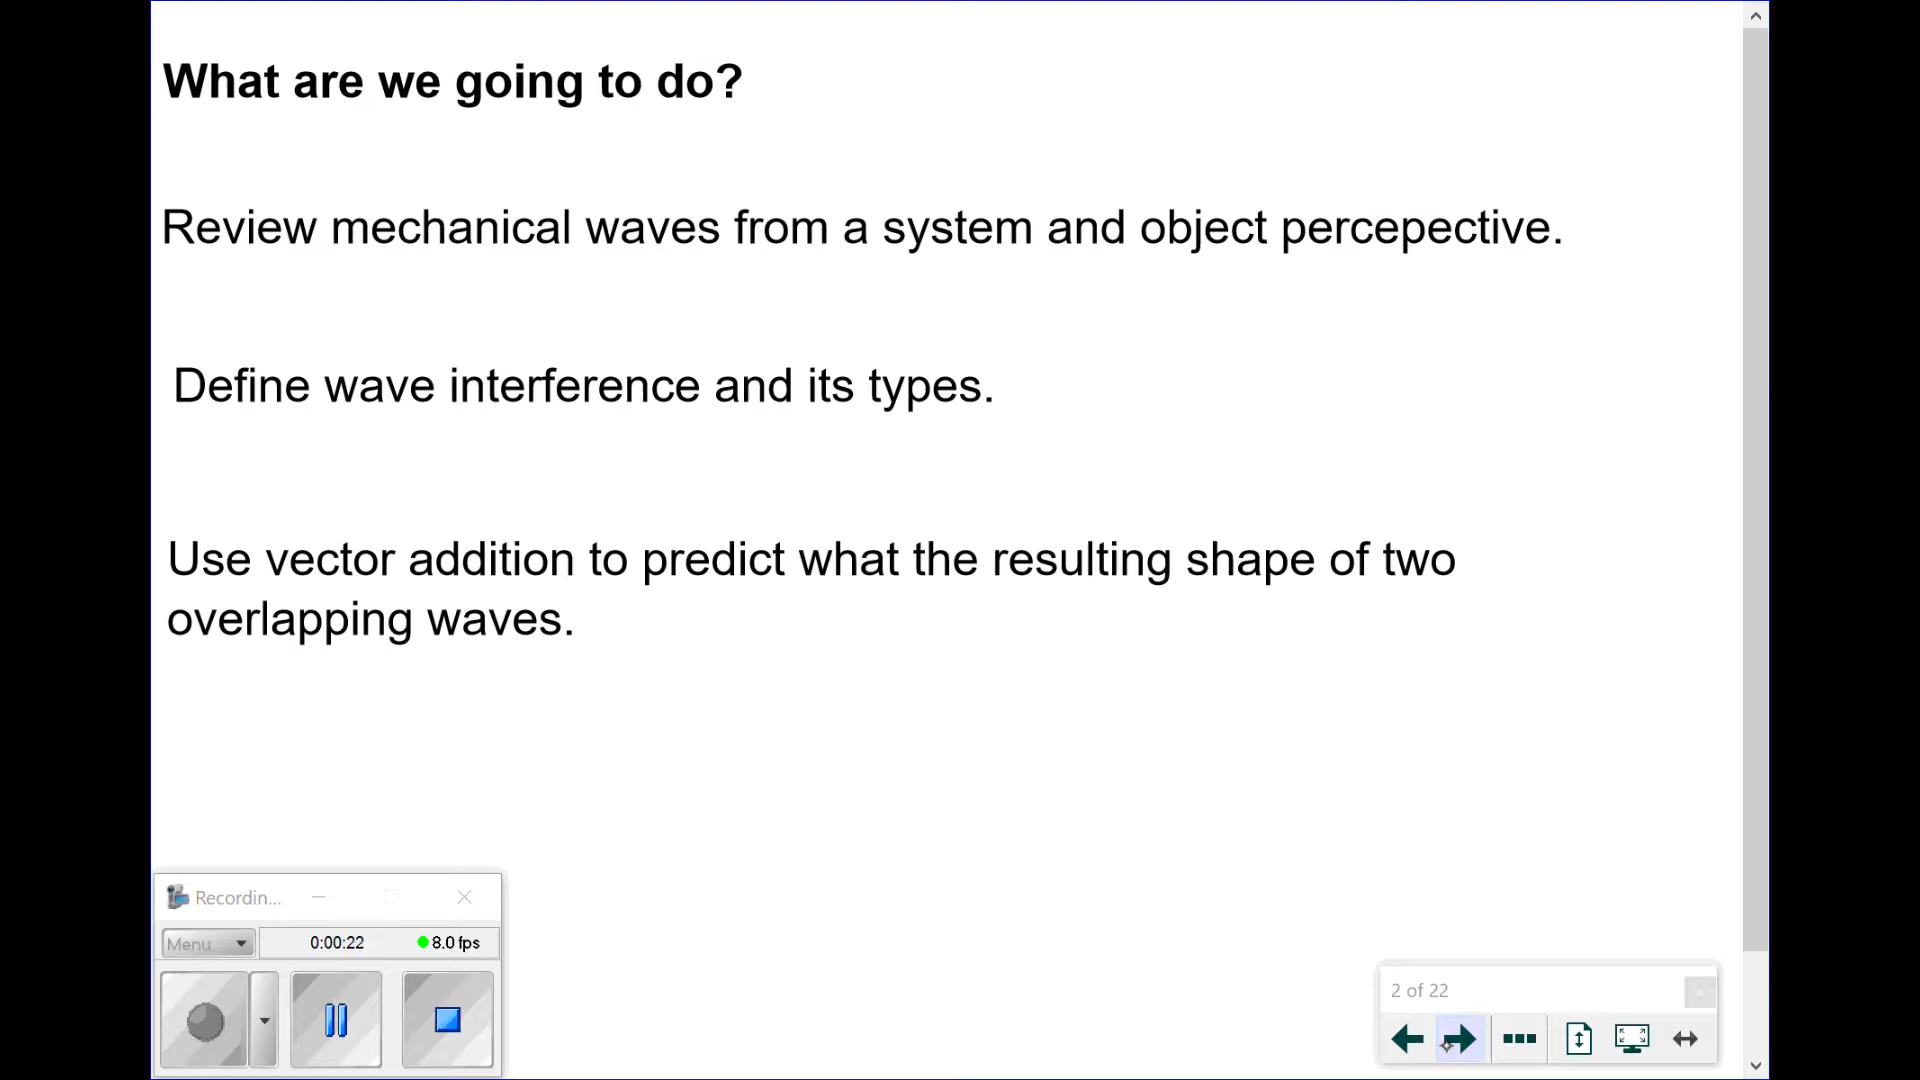 What are we going to do?
Review mechanical waves from a system and object percepective.
Define wave interference and its types.
Use vector addition to predict what the resulting shape of two
overlapping waves.
Recordin...
Menu
0:00:22
8.0 fps
2 of 22